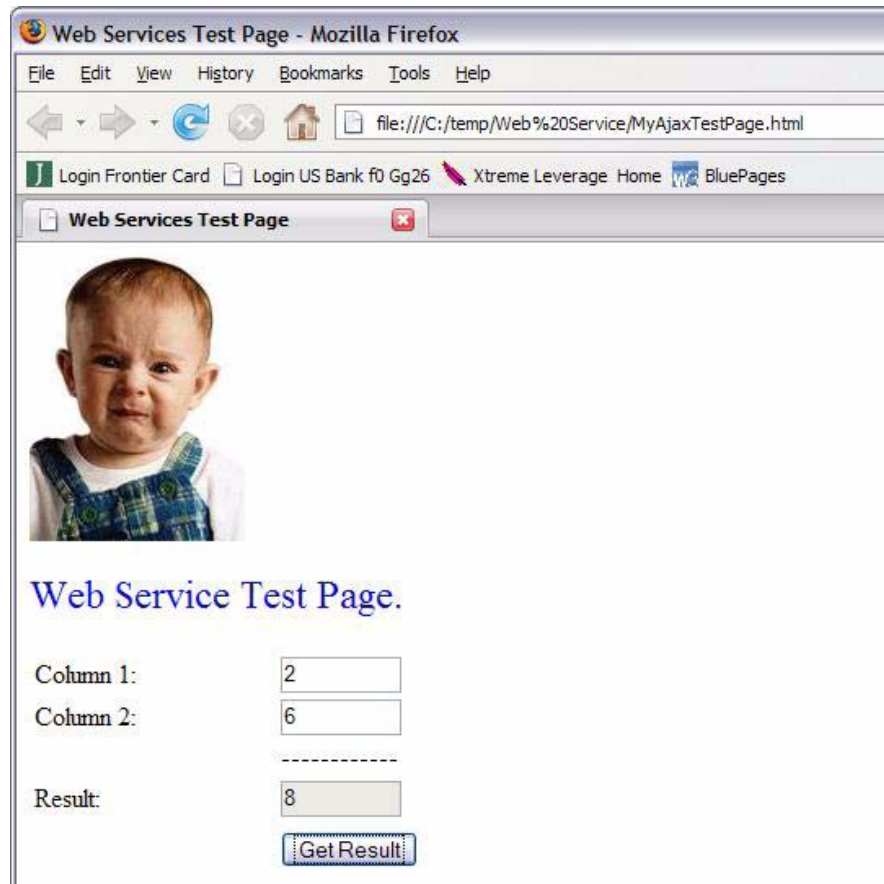 Web Services Test Page - Mozilla Firefox
File Edit View History Bookmarks Tools Help
file:///C:/temp/Web%20Service/MyAjaxTestPage.html
Login Frontier Card Login US Bank f0 Gg26 Xtreme Leverage Home BluePages
Web Services Test Page
Web Service Test Page.
Column 1: 2
Column 2: 6
------------
Result: 8
Get Result